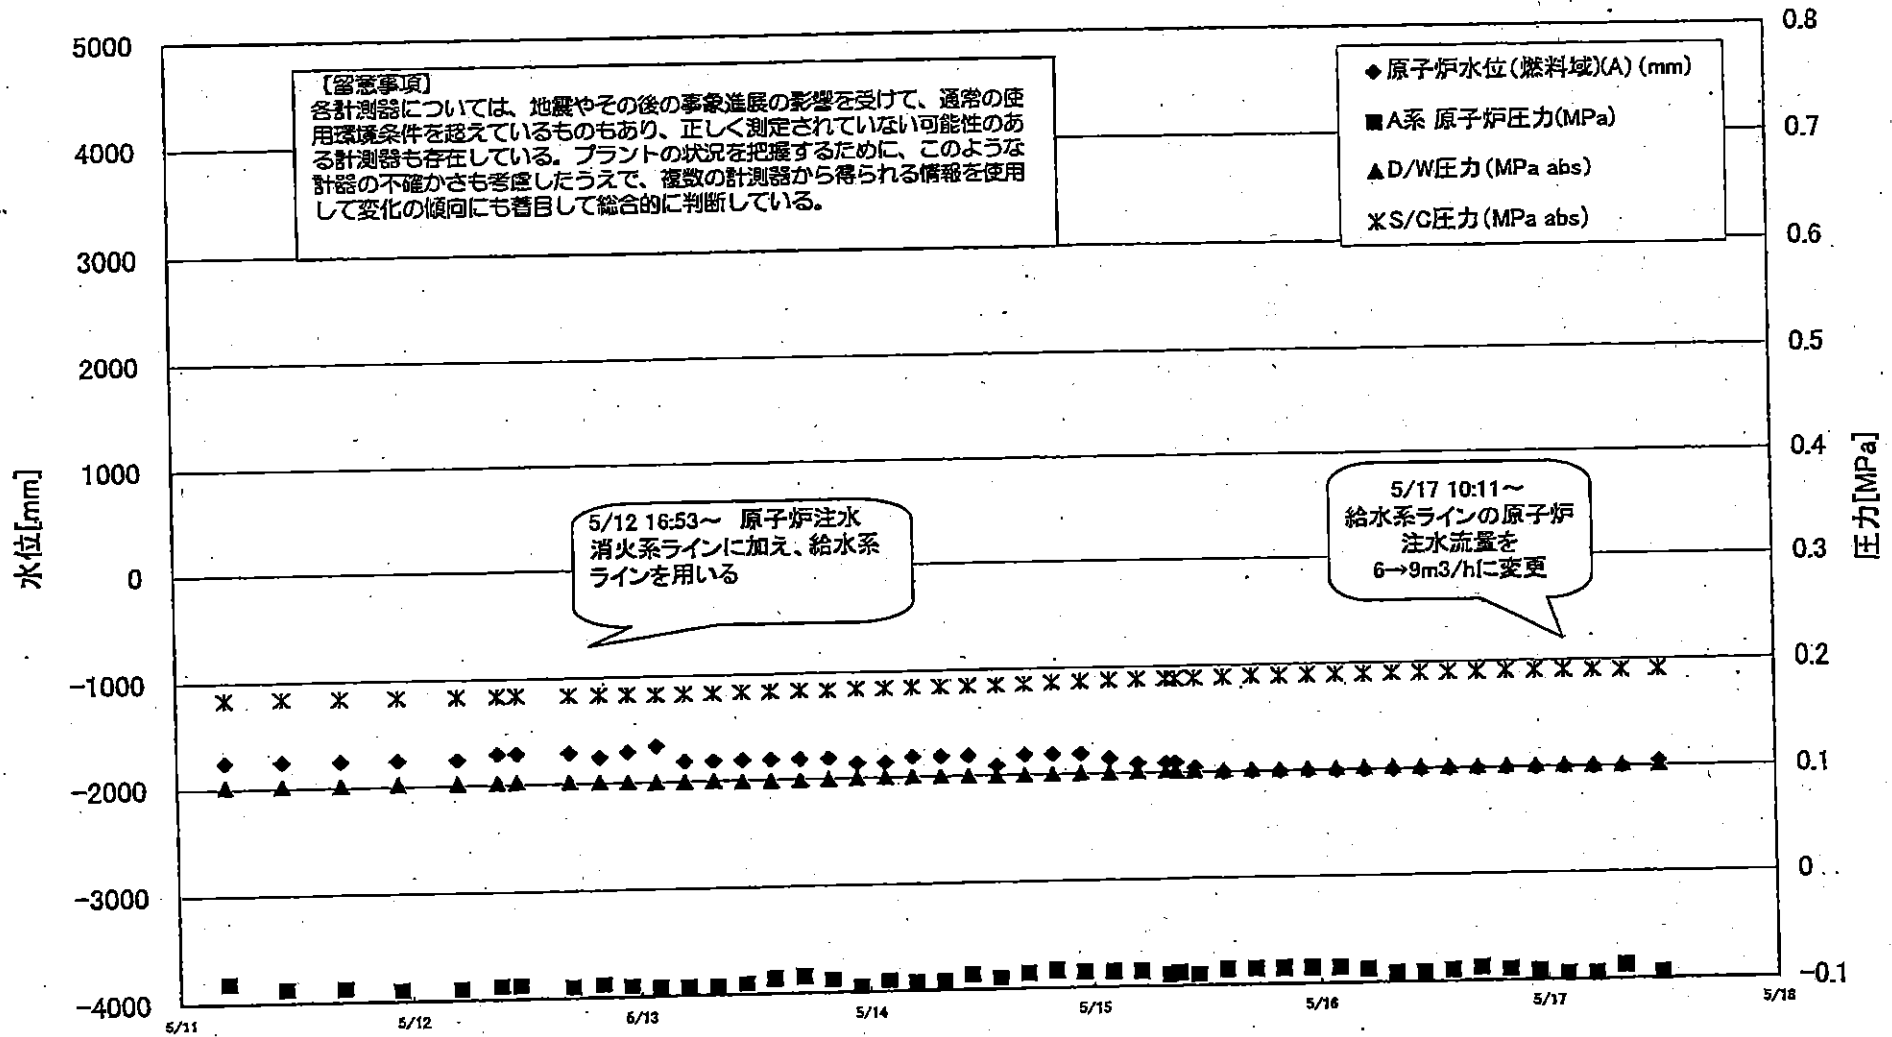 5000
4000
3000
2000
1000
0
-1000
-2000
-3000
-4000
水位[mm]
【留意事項】
各計測器については、地震やその後の事象進展の影響を受けて、通常の使
用環境条件を超えているものもあり、正しく測定されていない可能性のあ
る計測器も存在している。プラントの状況を把握するために、このような
計器の不確かさも考慮したうえで、複数の計測器から得られる情報を使用
して変化の傾向にも着目して総合的に判断している。
◆原子炉水位(燃料域)(A)(mm)
■A系 原子炉圧力(MPa)
▲D/W圧力(MPa abs)
S/C圧力(MPa abs)
5/12 16:53～ 原子炉注水
消火系ラインに加え、給水系
ラインを用いる
5/17 10:11～
給水系ラインの原子炉
注水流量を
6→9m3/hに変更
0.8
0.7
0.6
0.5
0.4
0.3
0.2
0.1
0
-0.1
圧力[MPa]
5/11
5/12
5/13
5/14
5/15
5/16
5/17
5/18